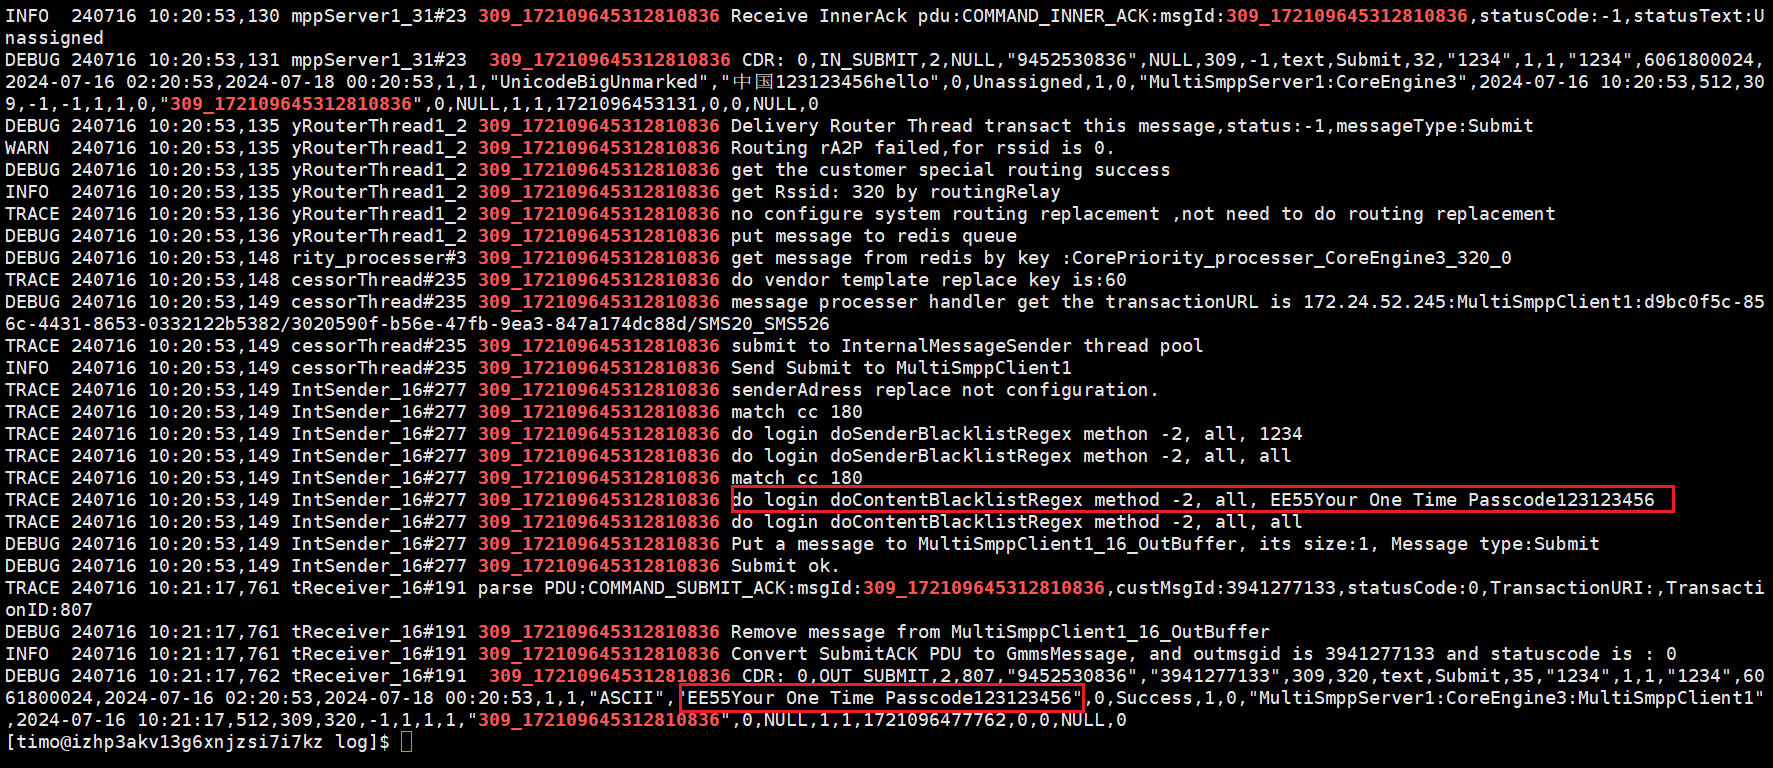 INFO  240716 10:20:53,130 mppServer1_31#23 309_172109645312810836 Receive InnerAck pdu:COMMAND_INNER_ACK:msgId:309_172109645312810836,statusCode:-1,statusText:U
nassigned
DEBUG 240716 10:20:53,131 mppServer1_31#23  309_172109645312810836 CDR: 0,IN_SUBMIT,2,NULL,"9452530836",NULL,309,-1,text,Submit,32,"1234",1,1,"1234",6061800024,
2024-07-16 02:20:53,2024-07-18 00:20:53,1,1,"UnicodeBigUnmarked","中国123123456hello",0,Unassigned,1,0,"MultiSmppServer1:CoreEngine3",2024-07-16 10:20:53,512,30
9,-1,-1,1,1,0,"309_172109645312810836",0,NULL,1,1,1721096453131,0,0,NULL,0
DEBUG 240716 10:20:53,135 yRouterThread1_2 309_172109645312810836 Delivery Router Thread transact this message,status:-1,messageType:Submit
WARN  240716 10:20:53,135 yRouterThread1_2 309_172109645312810836 Routing rA2P failed,for rssid is 0.
DEBUG 240716 10:20:53,135 yRouterThread1_2 309_172109645312810836 get the customer special routing success
INFO  240716 10:20:53,135 yRouterThread1_2 309_172109645312810836 get Rssid: 320 by routingRelay
TRACE 240716 10:20:53,136 yRouterThread1_2 309_172109645312810836 no configure system routing replacement ,not need to do routing replacement
DEBUG 240716 10:20:53,136 yRouterThread1_2 309_172109645312810836 put message to redis queue
DEBUG 240716 10:20:53,148 rity_processer#3 309_172109645312810836 get message from redis by key :CorePriority_processer_CoreEngine3_320_0
TRACE 240716 10:20:53,148 cessorThread#235 309_172109645312810836 do vendor template replace key is:60
DEBUG 240716 10:20:53,149 cessorThread#235 309_172109645312810836 message processer handler get the transactionURL is 172.24.52.245:MultiSmppClient1:d9bc0f5c-85
6c-4431-8653-0332122b5382/3020590f-b56e-47fb-9ea3-847a174dc88d/SMS20_SMS526
TRACE 240716 10:20:53,149 cessorThread#235 309_172109645312810836 submit to InternalMessageSender thread pool
INFO  240716 10:20:53,149 cessorThread#235 309_172109645312810836 Send Submit to MultiSmppClient1
TRACE 240716 10:20:53,149 IntSender_16#277 309_172109645312810836 senderAdress replace not configuration.
TRACE 240716 10:20:53,149 IntSender_16#277 309_172109645312810836 match cc 180
TRACE 240716 10:20:53,149 IntSender_16#277 309_172109645312810836 do login doSenderBlacklistRegex methon -2, all, 1234
TRACE 240716 10:20:53,149 IntSender_16#277 309_172109645312810836 do login doSenderBlacklistRegex methon -2, all, all
TRACE 240716 10:20:53,149 IntSender_16#277 309_172109645312810836 match cc 180
TRACE 240716 10:20:53,149 IntSender_16#277 309_172109645312810836 do login doContentBlacklistRegex method -2, all, EE55Your One Time Passcode123123456
TRACE 240716 10:20:53,149 IntSender_16#277 309_172109645312810836 do login doContentBlacklistRegex method -2, all, all
DEBUG 240716 10:20:53,149 IntSender_16#277 309_172109645312810836 Put a message to MultiSmppClient1_16_OutBuffer, its size:1, Message type:Submit
DEBUG 240716 10:20:53,149 IntSender_16#277 309_172109645312810836 Submit ok.
TRACE 240716 10:21:17,761 tReceiver_16#191 parse PDU:COMMAND_SUBMIT_ACK:msgId:309_172109645312810836,custMsgId:3941277133,statusCode:0,TransactionURI:,Transacti
onID:807
DEBUG 240716 10:21:17,761 tReceiver_16#191 309_172109645312810836 Remove message from MultiSmppClient1_16_OutBuffer
INFO  240716 10:21:17,761 tReceiver_16#191 309_172109645312810836 Convert SubmitACK PDU to GmmsMessage, and outmsgid is 3941277133 and statuscode is : 0
DEBUG 240716 10:21:17,762 tReceiver_16#191  309_172109645312810836 CDR: 0,OUT_SUBMIT,2,807,"9452530836","3941277133",309,320,text,Submit,35,"1234",1,1,"1234",60
61800024,2024-07-16 02:20:53,2024-07-18 00:20:53,1,1,"ASCII","EE55Your One Time Passcode123123456",0,Success,1,0,"MultiSmppServer1:CoreEngine3:MultiSmppClient1"
,2024-07-16 10:21:17,512,309,320,-1,1,1,1,"309_172109645312810836",0,NULL,1,1,1721096477762,0,0,NULL,0
[timo@izhp3akv13g6xnjzsi7i7kz log]$